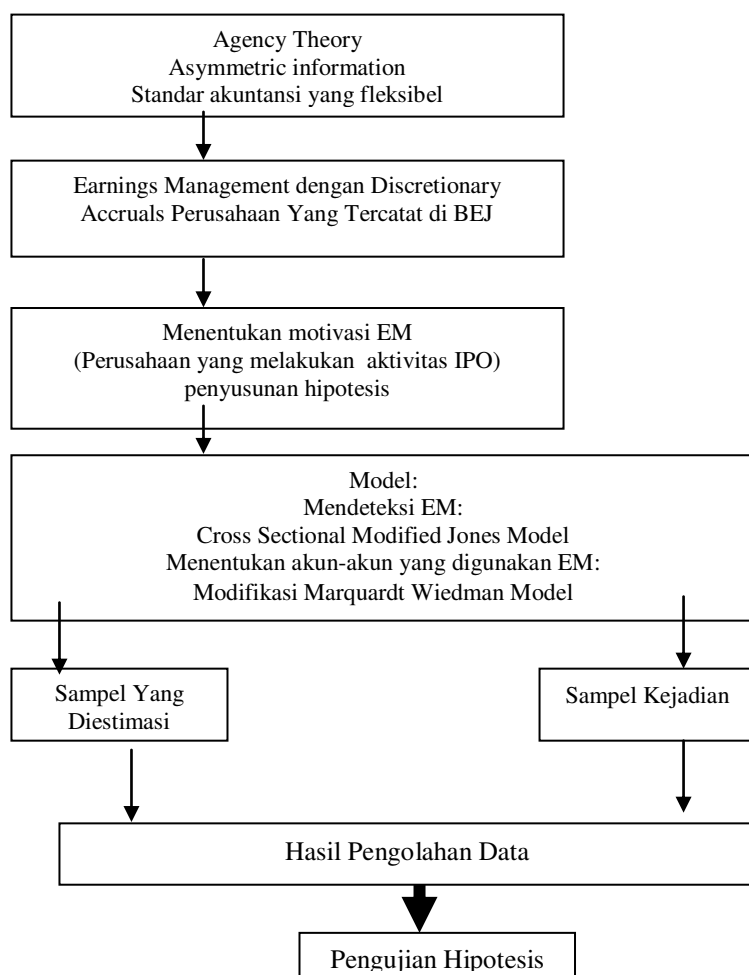 Agency Theory
Asymmetric information
Standar akuntansi yang fleksibel
Earnings Management dengan Discretionary
Accruals Perusahaan Yang Tercatat di BEJ
Menentukan motivasi EM
(Perusahaan yang melakukan aktivitas IPO)
penyusunan hipotesis
Model:
Mendeteksi EM:
Cross Sectional Modified Jones Model
Menentukan akun-akun yang digunakan EM:
Modifikasi Marquardt Wiedman Model
Sampel Yang
Diestimasi
Sampel Kejadian
Hasil Pengolahan Data
Pengujian Hipotesis